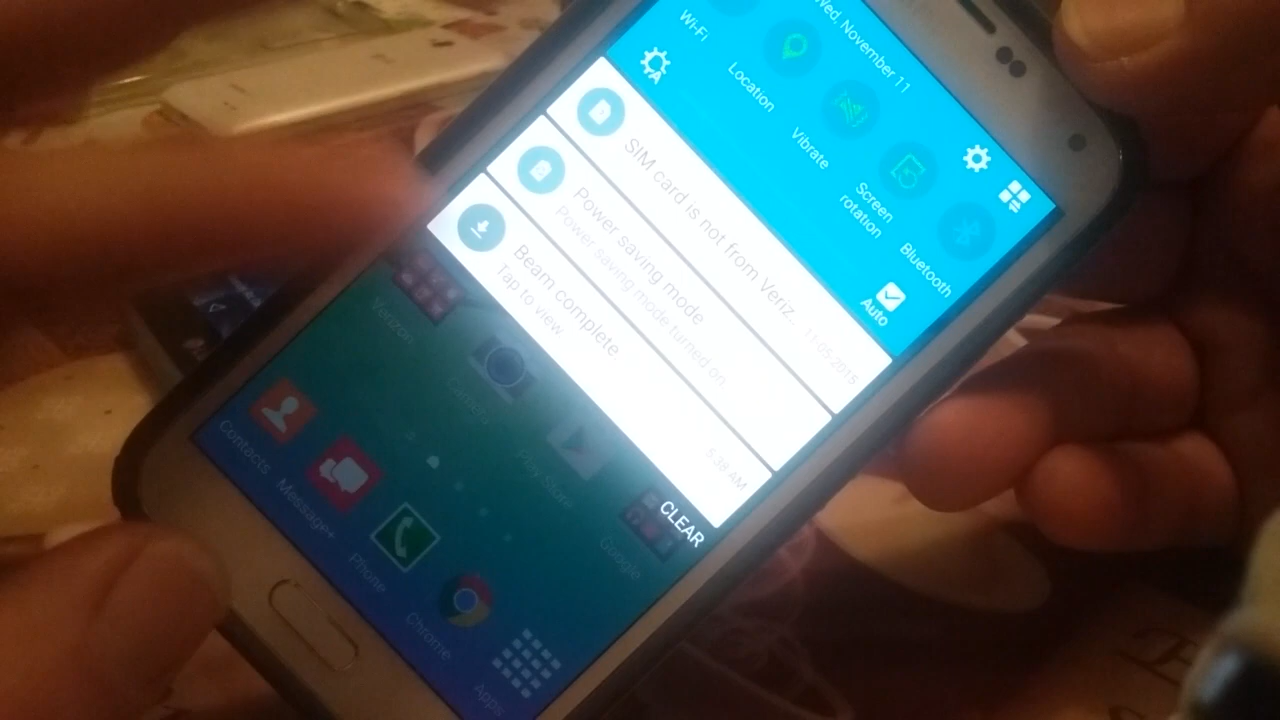 Wed, November 11
Wi-Fi
Location
Vibrate
Screen
rotation
Bluetooth
Auto
SIM card is not from Veriz...
11-05-2015
Power saving mode
Power saving mode turned on.
Beam complete
Tap to view.
5:38 AM
CLEAR
Verizon
Camera
Play Store
Google
Contacts
Messag
Phone
Chrome
Apps